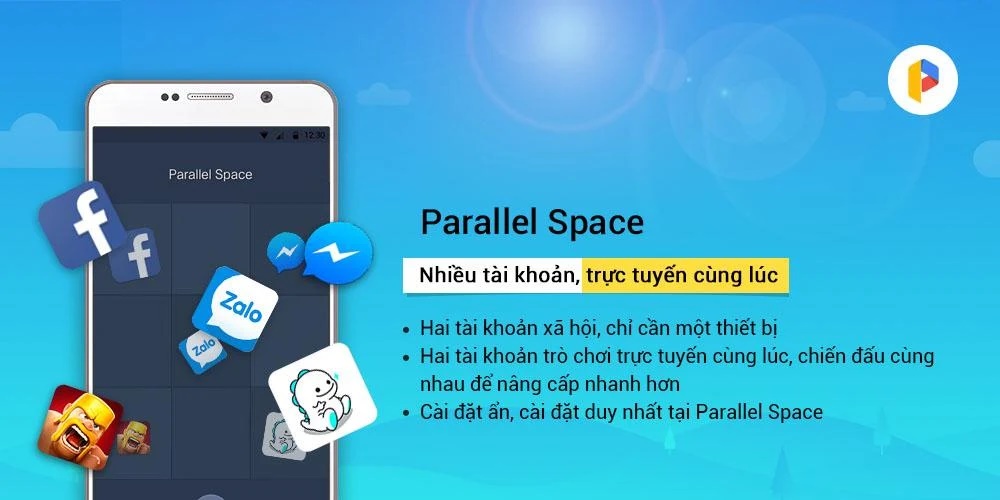 12:30
Parallel Space
f
f
Zalo
Zalo
Parallel Space
Nhiều tài khoản, trực tuyến cùng lúc
• Hai tài khoản xã hội, chỉ cần một thiết bị
• Hai tài khoản trò chơi trực tuyến cùng lúc, chiến đấu cùng
nhau để nâng cấp nhanh hơn
• Cài đặt ẩn, cài đặt duy nhất tại Parallel Space